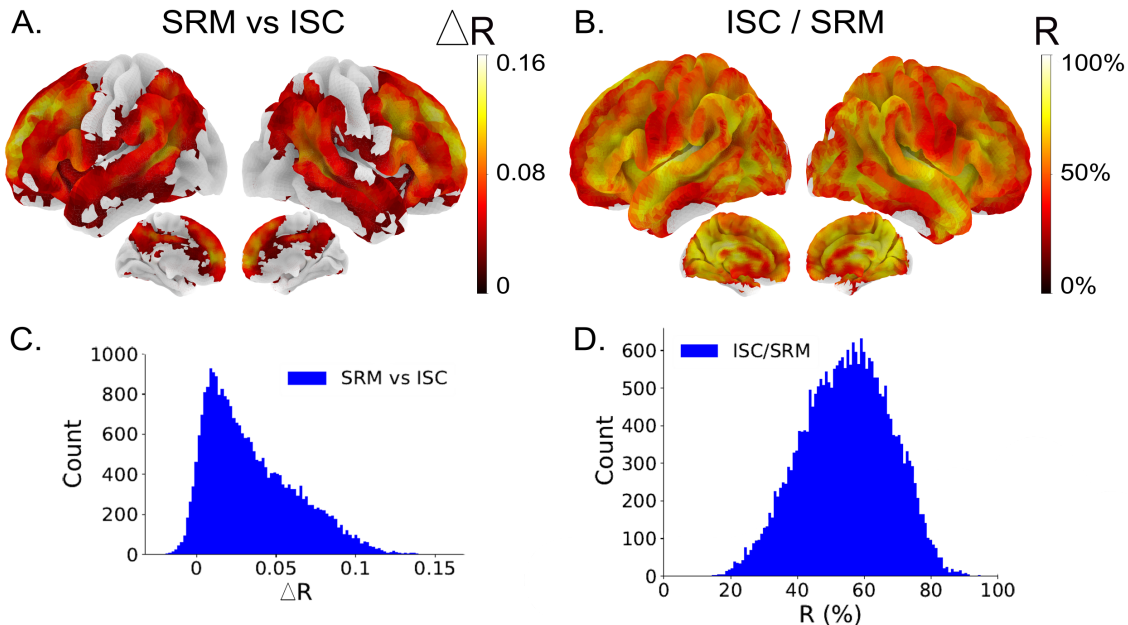 A. SRM vs ISC △R
0.16
0.08
0
B. ISC / SRM R
100%
50%
0%
C.
1000
800
600
400
200
0
Count
SRM vs ISC
0 0.05 0.1 0.15
△R
D.
600
500
400
300
200
100
0
Count
ISC/SRM
0 20 40 60 80 100
R (%)